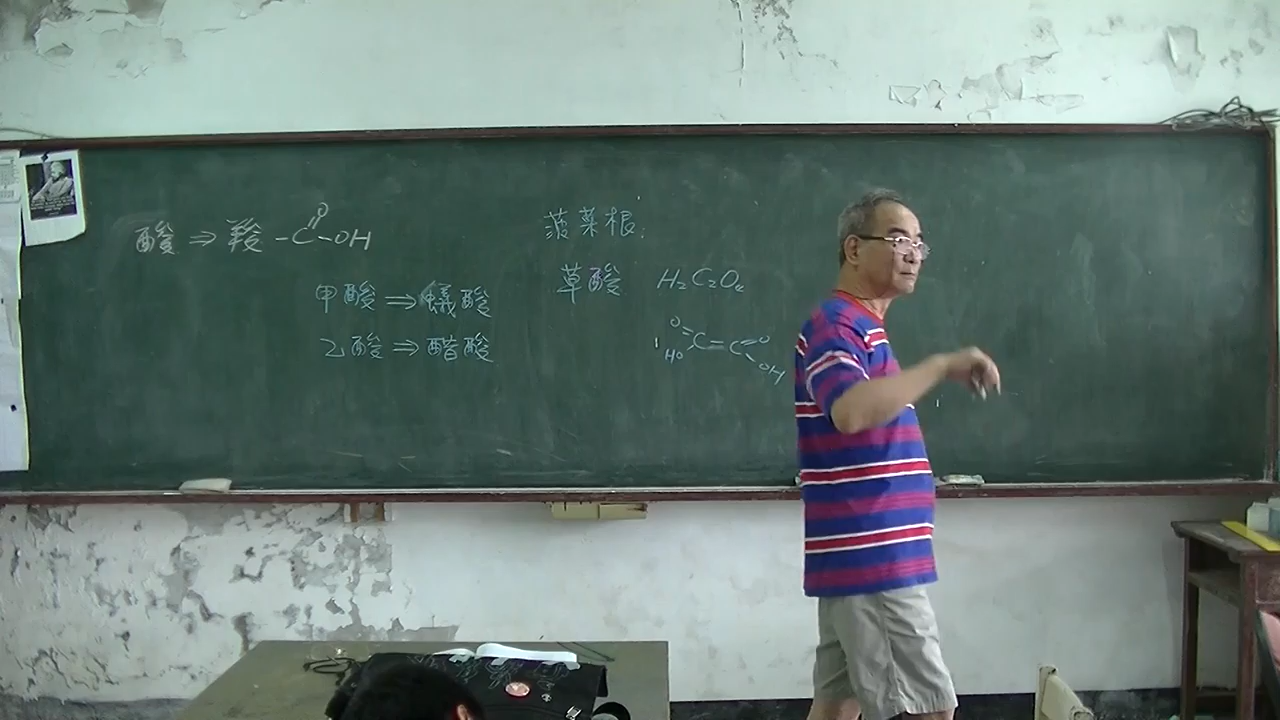 酸⇒羧 -C-OH
O
甲酸⇒蟻酸
乙酸⇒醋酸
菠菜根:
草酸 H₂C₂O₄
O=C=C=O
HO OH